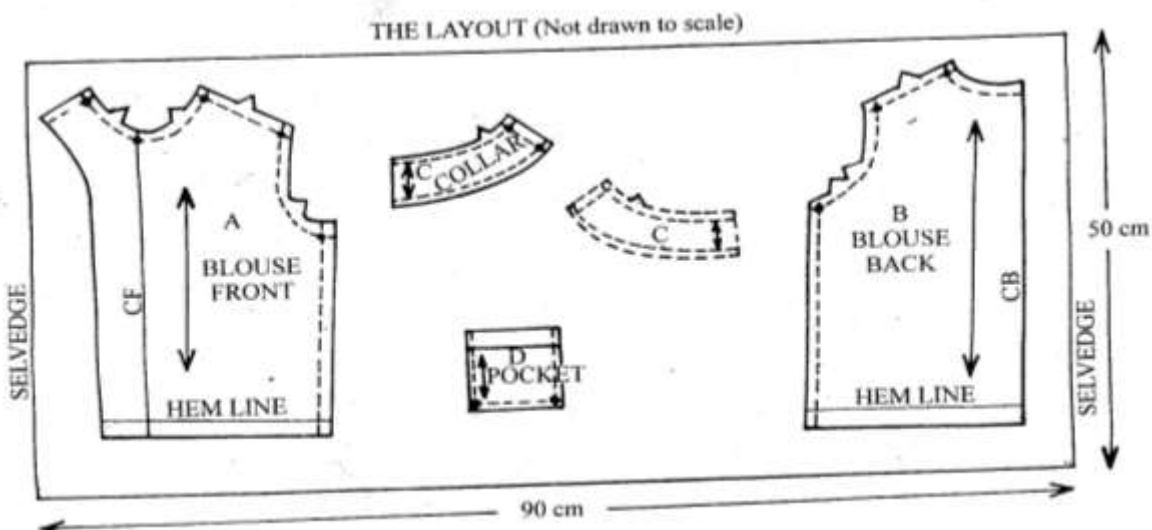 THE LAYOUT (Not drawn to scale)
C
COLLAR
A
BLOUSE
FRONT
C
B
BLOUSE
BACK
50 cm
CF
CB
SELVEDGE
SELVEDGE
D
POCKET
HEM LINE
HEM LINE
90 cm